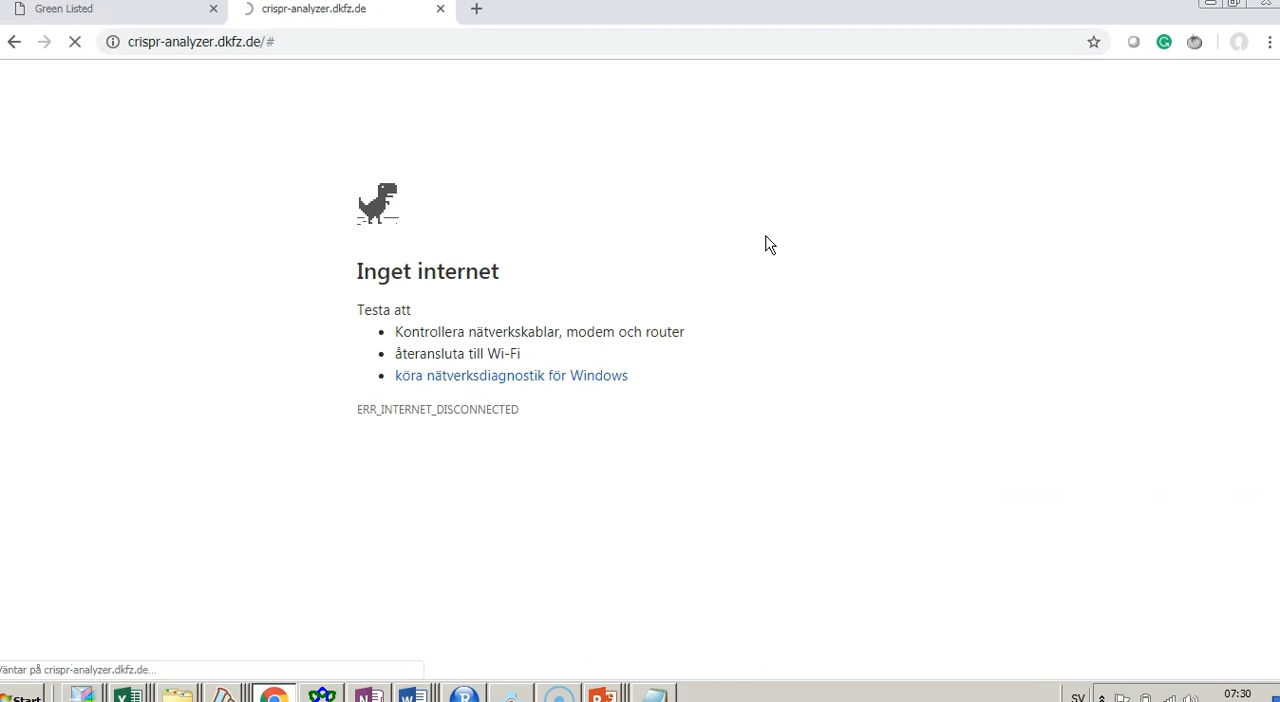 Green Listed
crispr-analyzer.dkfz.de
crispr-analyzer.dkfz.de/#
Inget internet
Testa att
Kontrollera nätverkskablar, modem och router
återansluta till Wi-Fi
köra nätverksdiagnostik för Windows
ERR_INTERNET_DISCONNECTED
Väntar på crispr-analyzer.dkfz.de...
Start
SV
07:30